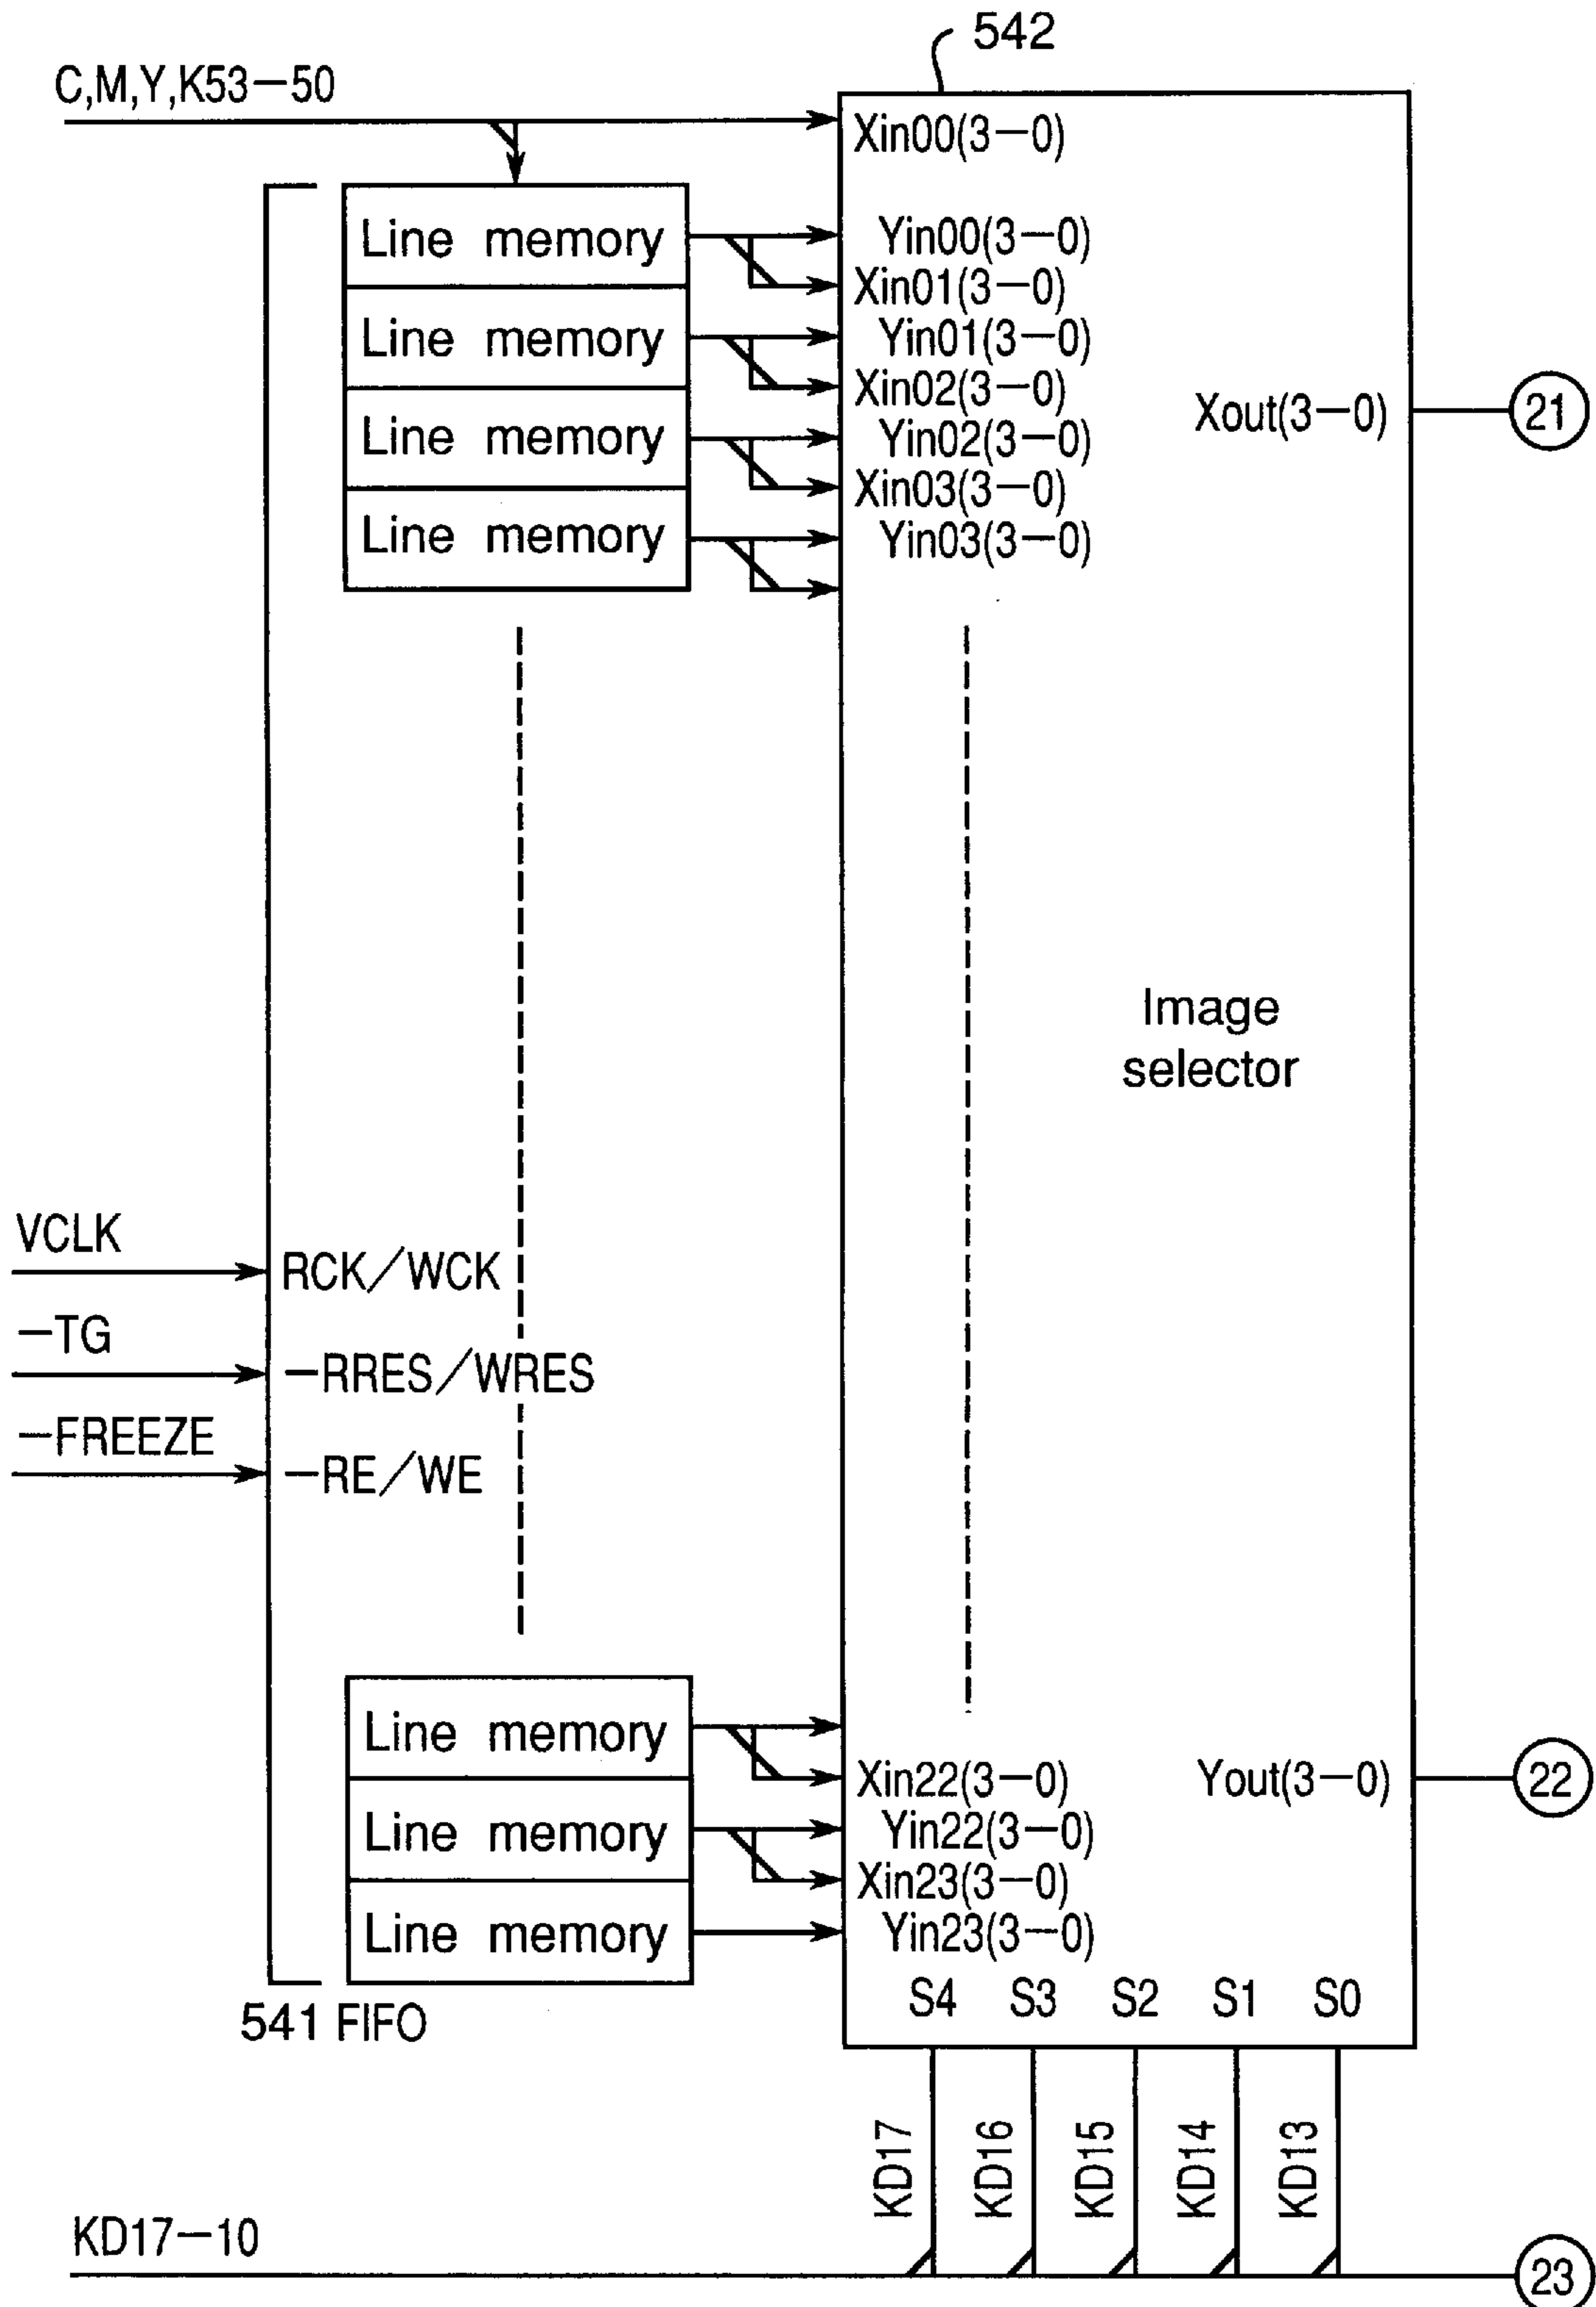 542
C,M,Y,K53−50
Xin00(3−0)
Line memory
Yin00(3−0)
Xin01(3−0)
Line memory
Yin01(3−0)
Xin02(3−0)
Xout(3−0)
21
Line memory
Yin02(3−0)
Xin03(3−0)
Line memory
Yin03(3−0)
Image
selector
VCLK
RCK/WCK
−TG
−RRES/WRES
−FREEZE
−RE/WE
Line memory
Xin22(3−0)
Yout(3−0)
22
Line memory
Yin22(3−0)
Xin23(3−0)
Line memory
Yin23(3−0)
S4 S3 S2 S1 S0
541 FIFO
KD17
KD16
KD15
KD14
KD13
KD17−10
23